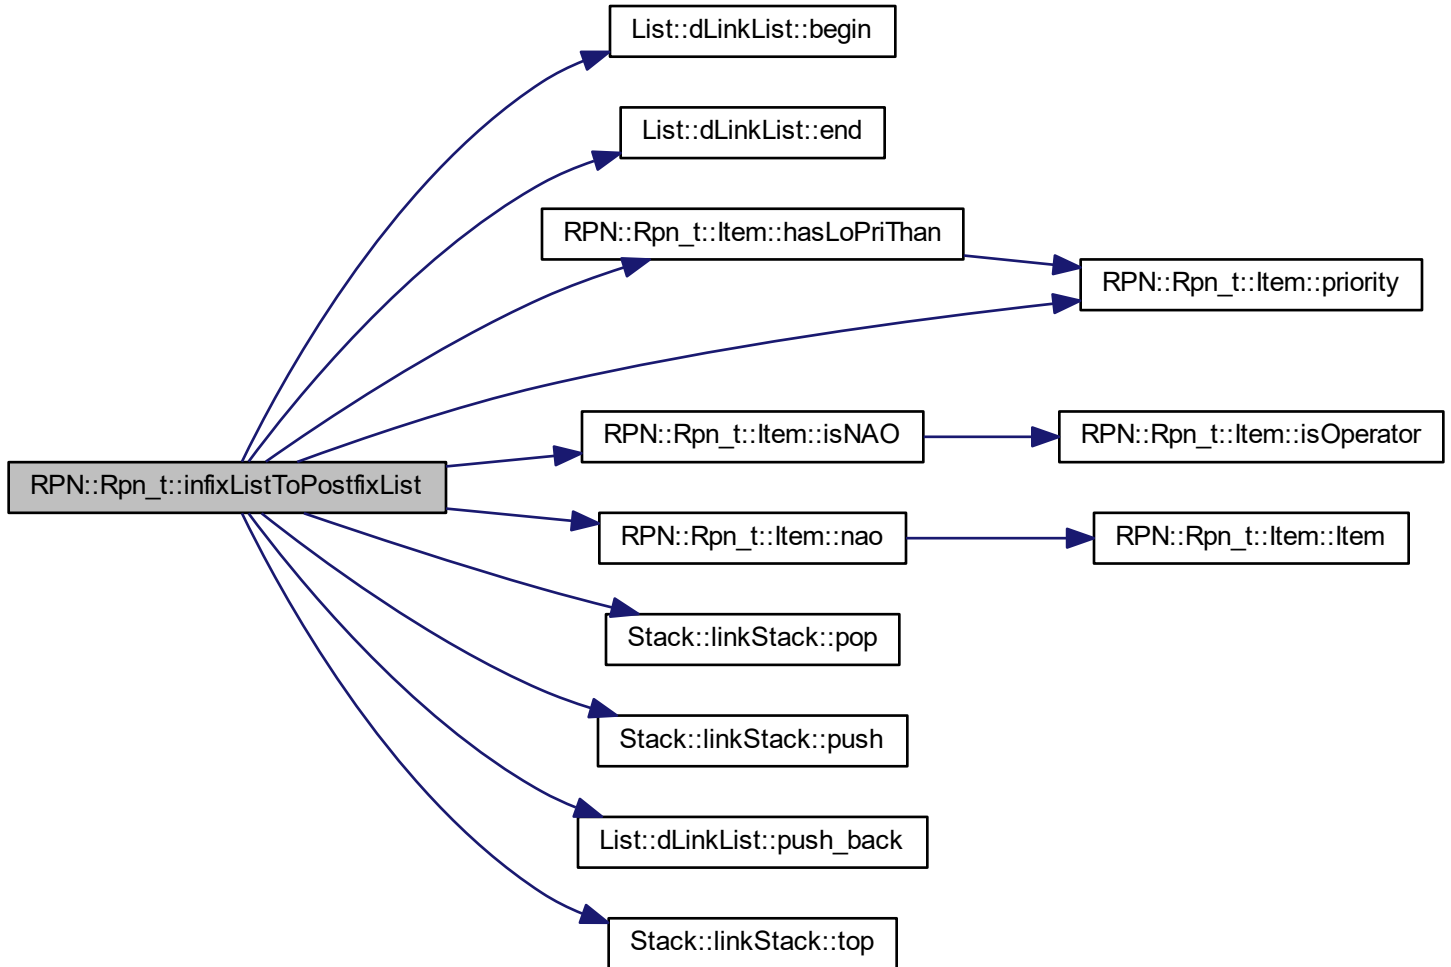 List::dLinkList::begin
List::dLinkList::end
RPN::Rpn_t::Item::hasLoPriThan
RPN::Rpn_t::Item::priority
RPN::Rpn_t::Item::isNAO
RPN::Rpn_t::Item::isOperator
RPN::Rpn_t::infixListToPostfixList
RPN::Rpn_t::Item::nao
RPN::Rpn_t::Item::Item
Stack::linkStack::pop
Stack::linkStack::push
List::dLinkList::push_back
Stack::linkStack::top